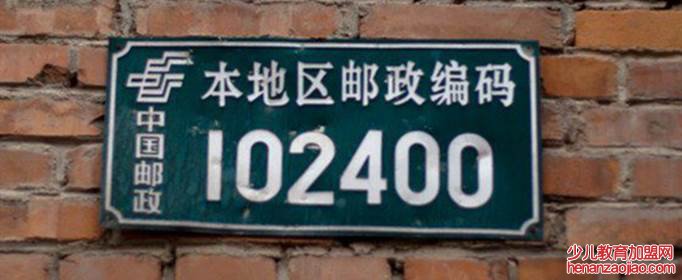 本地区邮政编码
中国邮政
102400
少儿教育加盟网
henanzaojiao.com